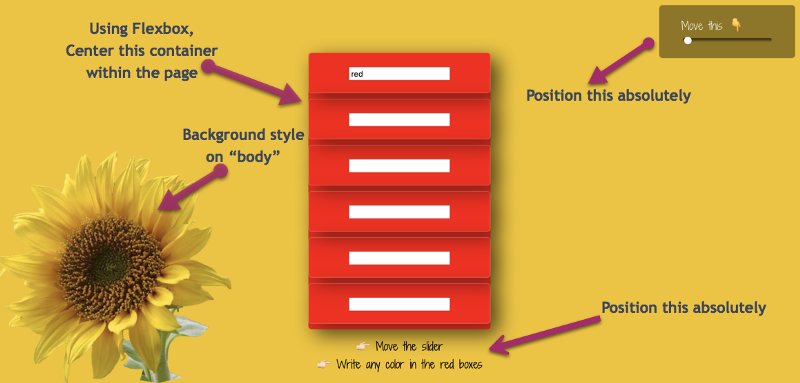 Using Flexbox,
Center this container
within the page
Move this 👇
Position this absolutely
red
Background style
on “body”
Position this absolutely
👉 Move the slider
👉 Write any color in the red boxes